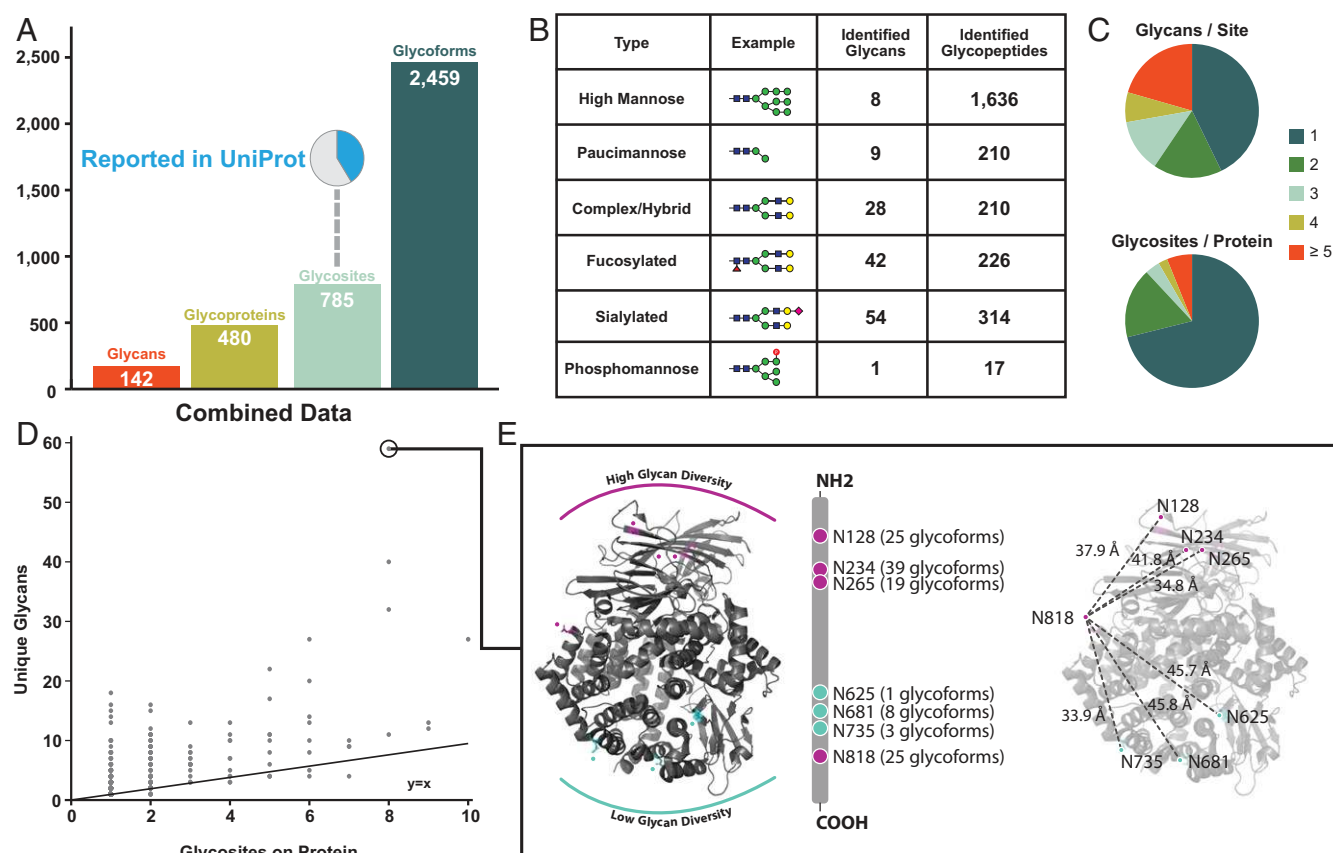 A
2,500
2,000
1,500
1,000
500
0
Glycoforms
2,459
Reported in UniProt
Glycosites
785
Glycoproteins
480
Glycans
142
Combined Data
B
Type Example Identified Glycans Identified Glycopeptides
High Mannose 8 1,636
Paucimannose 9 210
Complex/Hybrid 28 210
Fucosylated 42 226
Sialylated 54 314
Phosphomannose 1 17
C
Glycans / Site
Glycosites / Protein
1
2
3
4
≥ 5
D
Unique Glycans
60
50
40
30
20
10
0
0 2 4 6 8 10
y=x
Glycosites on Protein
E
High Glycan Diversity
Low Glycan Diversity
NH2
N128 (25 glycoforms)
N234 (39 glycoforms)
N265 (19 glycoforms)
N625 (1 glycoforms)
N681 (8 glycoforms)
N735 (3 glycoforms)
N818 (25 glycoforms)
COOH
N128
N234
N265
37.9 Å
41.8 Å
34.8 Å
N818
45.7 Å
45.8 Å
33.9 Å
N625
N735
N681